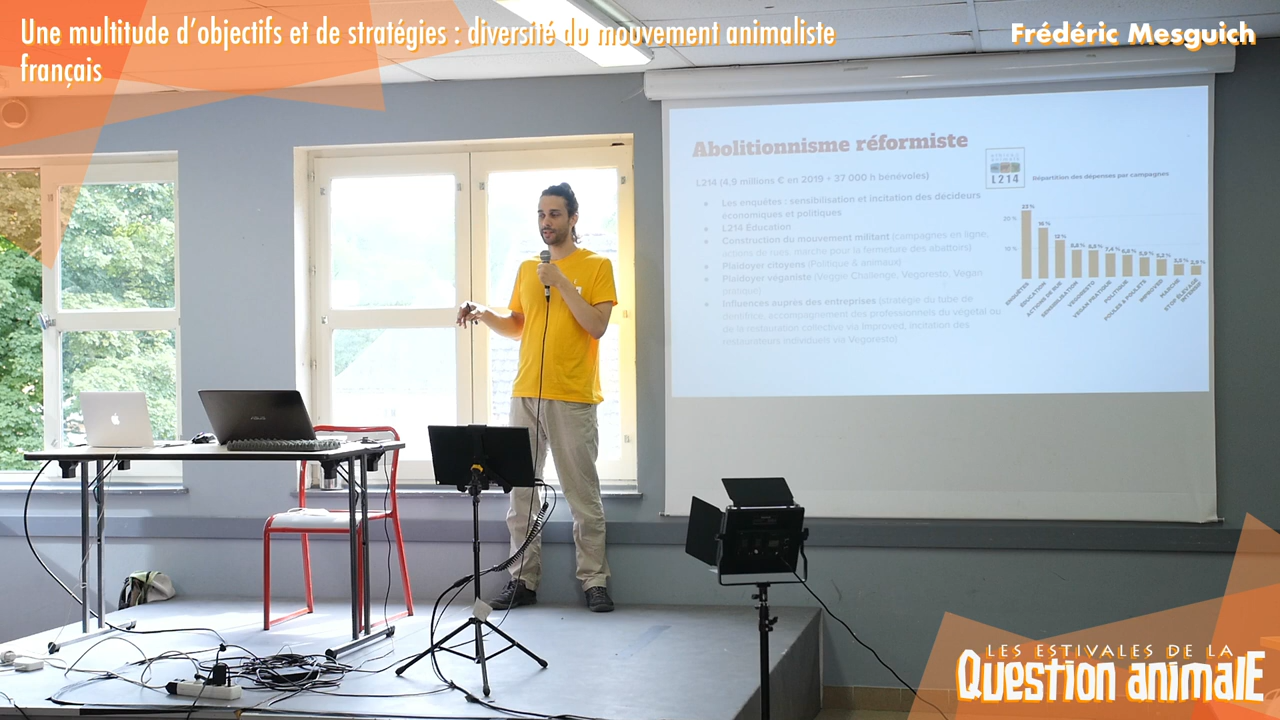 Une multitude d'objectifs et de stratégies : diversité du mouvement animaliste
français
Frédéric Mesguich
Abolitionnisme réformiste
L214 (4,9 millions € en 2019 + 37 000 h bénévoles)
● Les enquêtes : sensibilisation et incitation des décideurs
économiques et politiques
● L214 Éducation
● Construction du mouvement militant (campagnes en ligne,
actions de rues, marche pour la fermeture des abattoirs)
● Plaidoyer citoyens (Politique & animaux)
● Plaidoyer véganiste (Veggie Challenge, Vegoresto, Vegan
pratique)
● Influences auprès des entreprises (stratégie du tube de
dentifrice, accompagnement des professionnels du végétal ou
de la restauration collective via Improved, incitation des
restaurateurs individuels via Vegoresto)
L214
Répartition des dépenses par campagnes
20 %
10 %
23 %
16 %
12 %
ENQUÊTES
ÉDUCATION
ACTIONS DE RUE
SENSIBILISATION
VEGORESTO
VEGAN PRATIQUE
POLITIQUE
POULES & POULETS
IMPROVED
MARCHE
STOP ÉLEVAGE
INTENSIF
ASUS
LES ESTIVALES DE LA
QUESTION ANIMALE